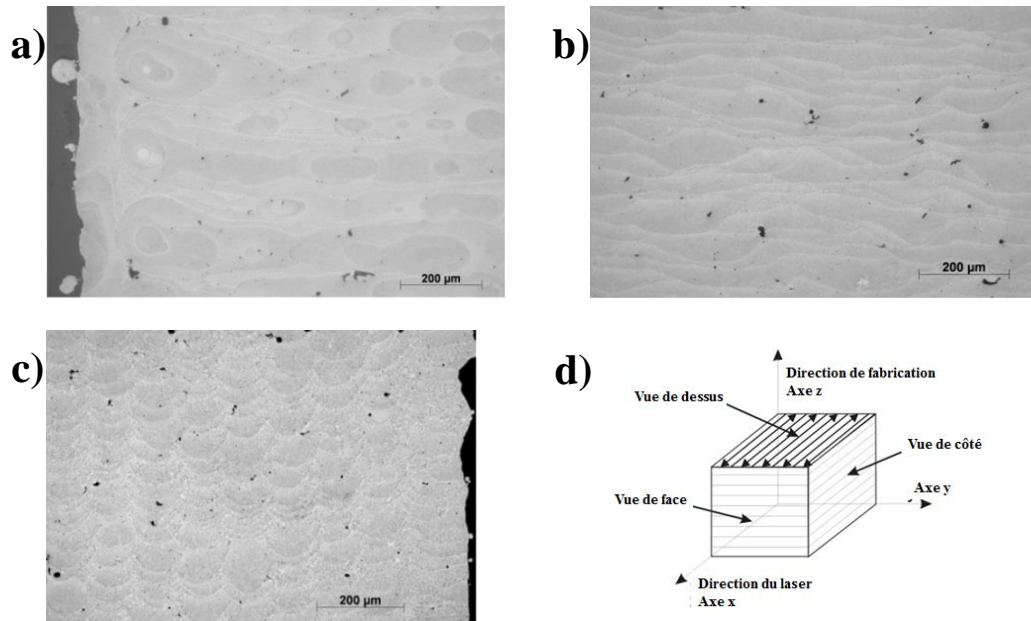 a)
200 µm
b)
200 µm
c)
200 µm
d)
Direction de fabrication
Axe z
Vue de dessus
Vue de côté
Axe y
Vue de face
Direction du laser
Axe x